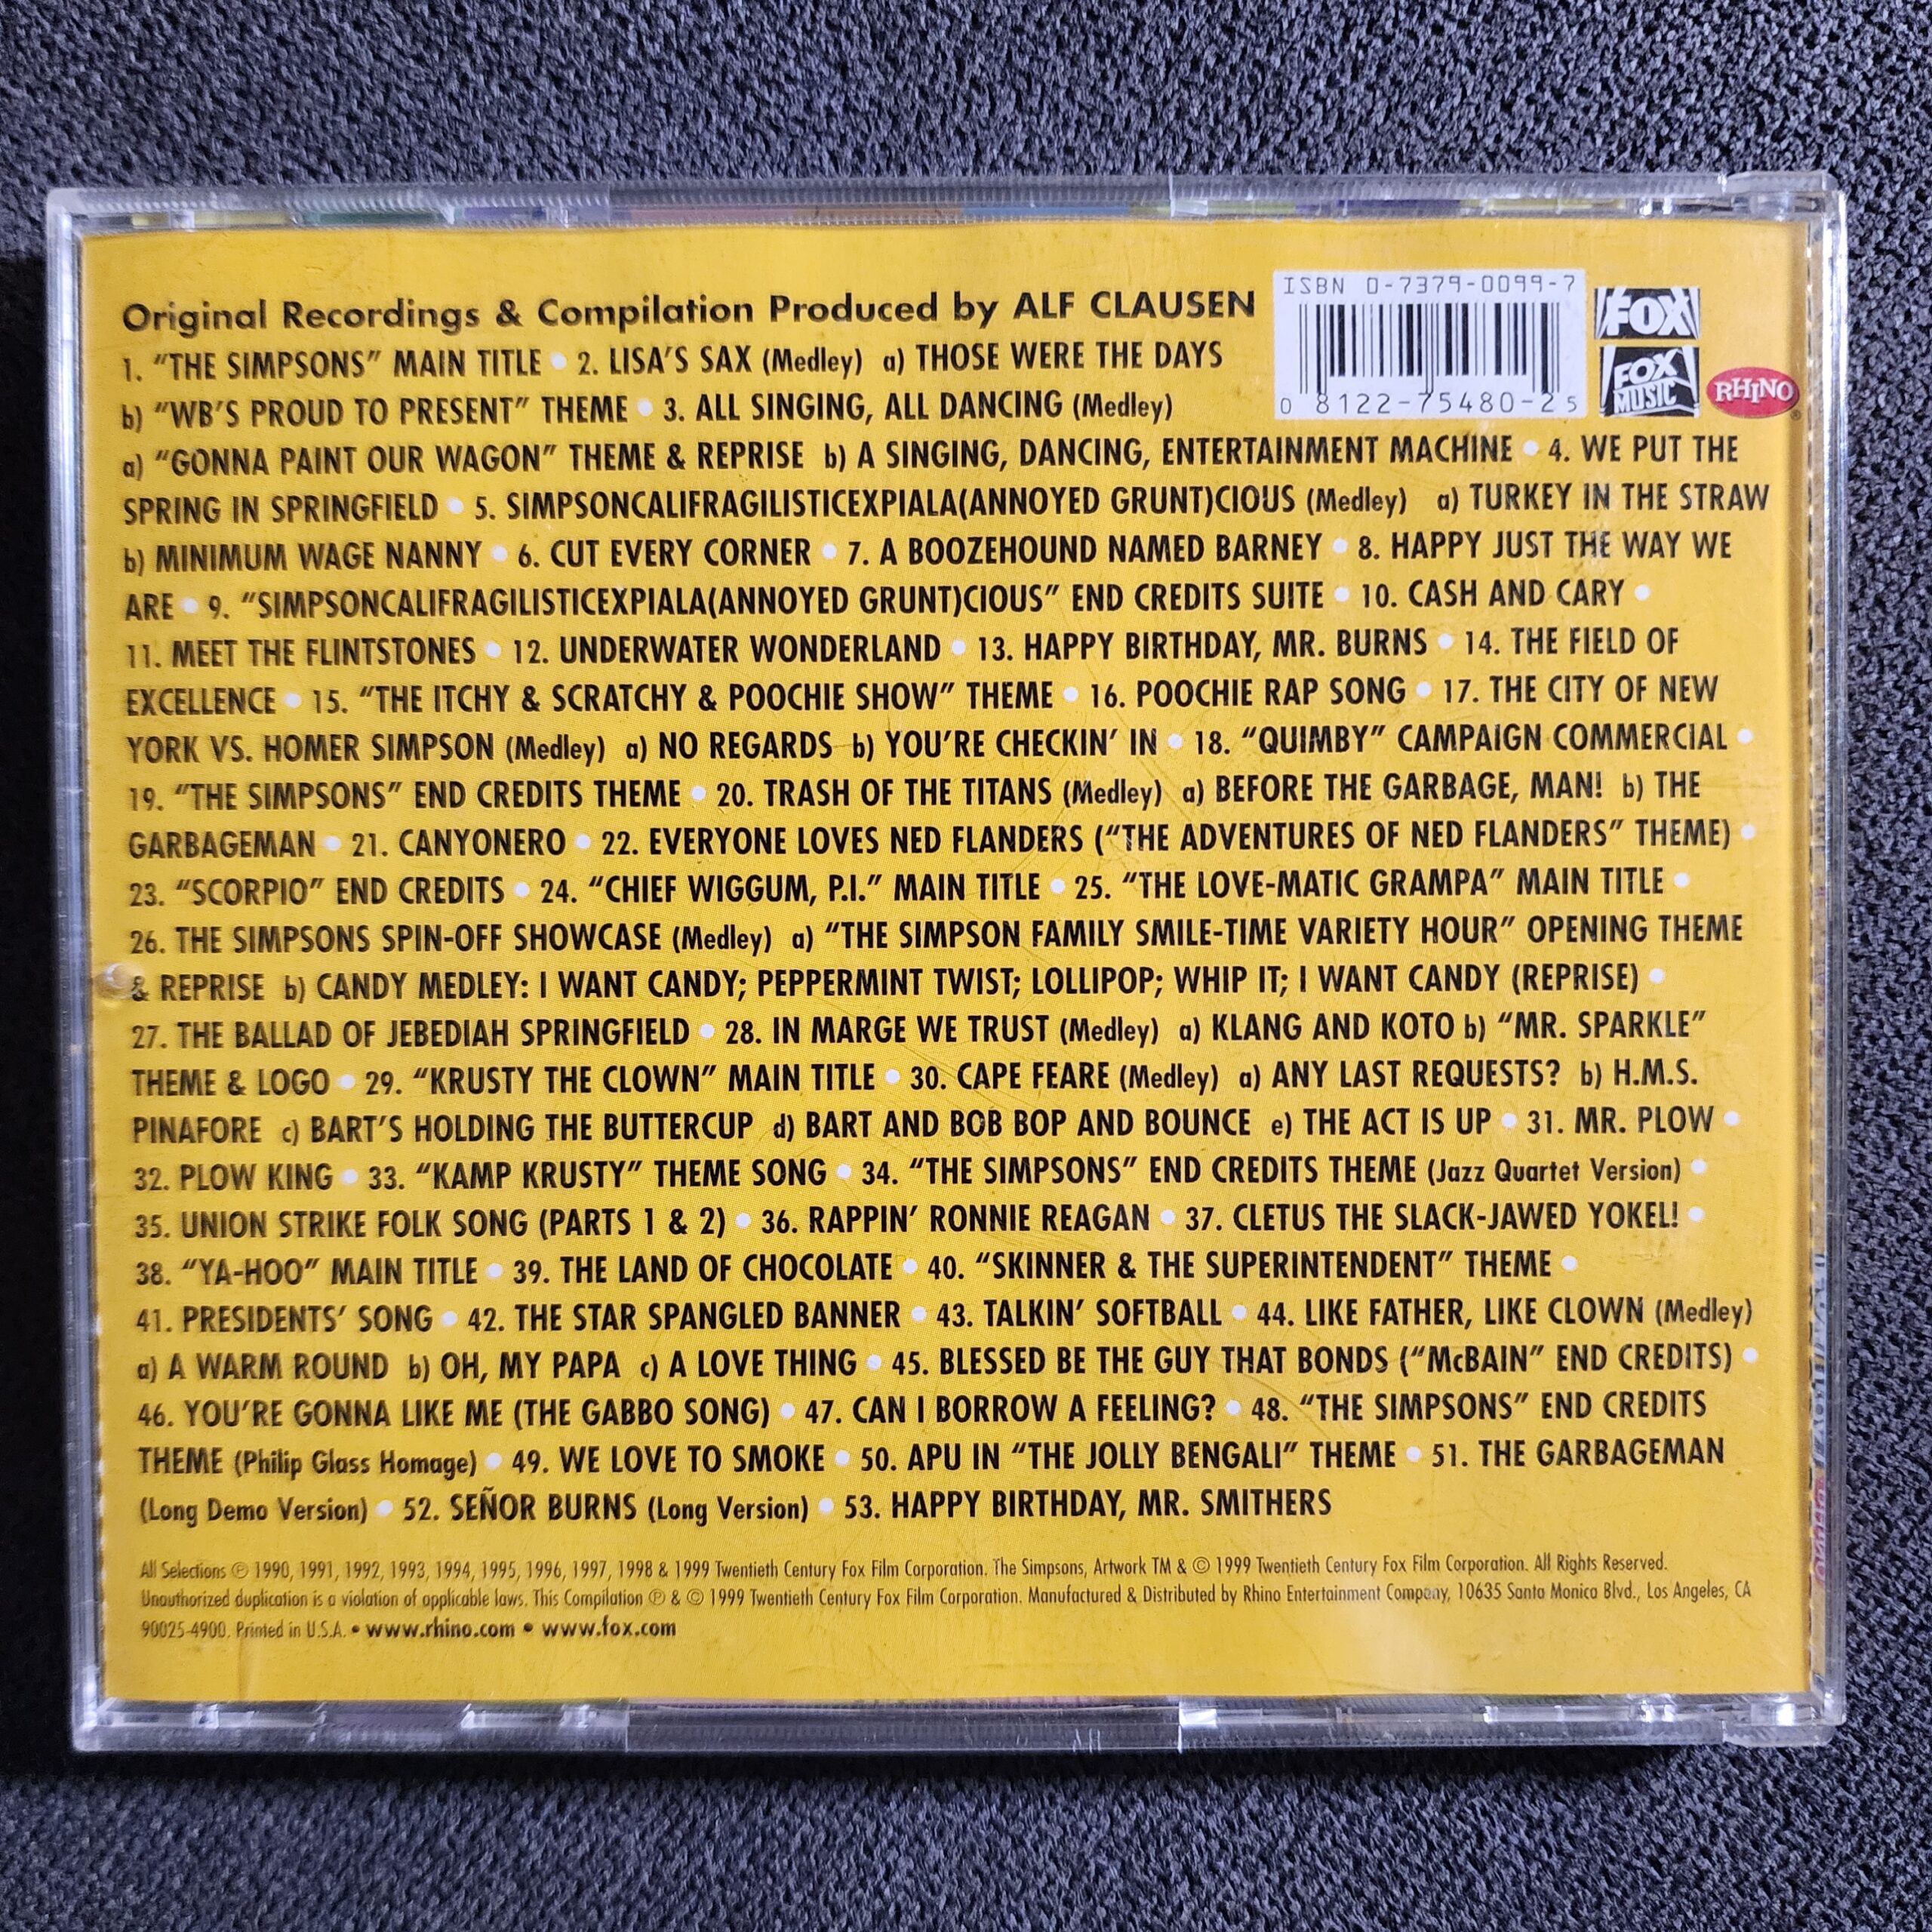 Original Recordings & Compilation Produced by ALF CLAUSEN
ISBN 0-7379-0099-7
0 8122-75480-2 5
FOX
FOX
MUSIC
RHINO
1. “THE SIMPSONS” MAIN TITLE • 2. LISA’S SAX (Medley) a) THOSE WERE THE DAYS
b) “WB’S PROUD TO PRESENT” THEME • 3. ALL SINGING, ALL DANCING (Medley)
a) “GONNA PAINT OUR WAGON” THEME & REPRISE b) A SINGING, DANCING, ENTERTAINMENT MACHINE • 4. WE PUT THE
SPRING IN SPRINGFIELD • 5. SIMPSONCALIFRAGILISTICEXPIALA(ANNOYED GRUNT)CIOUS (Medley) a) TURKEY IN THE STRAW
b) MINIMUM WAGE NANNY • 6. CUT EVERY CORNER • 7. A BOOZEHOUND NAMED BARNEY • 8. HAPPY JUST THE WAY WE
ARE • 9. “SIMPSONCALIFRAGILISTICEXPIALA(ANNOYED GRUNT)CIOUS” END CREDITS SUITE • 10. CASH AND CARY •
11. MEET THE FLINTSTONES • 12. UNDERWATER WONDERLAND • 13. HAPPY BIRTHDAY, MR. BURNS • 14. THE FIELD OF
EXCELLENCE • 15. “THE ITCHY & SCRATCHY & POOCHIE SHOW” THEME • 16. POOCHIE RAP SONG • 17. THE CITY OF NEW
YORK VS. HOMER SIMPSON (Medley) a) NO REGARDS b) YOU’RE CHECKIN’ IN • 18. “QUIMBY” CAMPAIGN COMMERCIAL •
19. “THE SIMPSONS” END CREDITS THEME • 20. TRASH OF THE TITANS (Medley) a) BEFORE THE GARBAGE, MAN! b) THE
GARBAGEMAN • 21. CANYONERO • 22. EVERYONE LOVES NED FLANDERS (“THE ADVENTURES OF NED FLANDERS” THEME) •
23. “SCORPIO” END CREDITS • 24. “CHIEF WIGGUM, P.I.” MAIN TITLE • 25. “THE LOVE-MATIC GRAMPA” MAIN TITLE •
26. THE SIMPSONS SPIN-OFF SHOWCASE (Medley) a) “THE SIMPSON FAMILY SMILE-TIME VARIETY HOUR” OPENING THEME
& REPRISE b) CANDY MEDLEY: I WANT CANDY; PEPPERMINT TWIST; LOLLIPOP; WHIP IT; I WANT CANDY (REPRISE) •
27. THE BALLAD OF JEBEDIAH SPRINGFIELD • 28. IN MARGE WE TRUST (Medley) a) KLANG AND KOTO b) “MR. SPARKLE”
THEME & LOGO • 29. “KRUSTY THE CLOWN” MAIN TITLE • 30. CAPE FEARE (Medley) a) ANY LAST REQUESTS? b) H.M.S.
PINAFORE c) BART’S HOLDING THE BUTTERCUP d) BART AND BOB BOP AND BOUNCE e) THE ACT IS UP • 31. MR. PLOW •
32. PLOW KING • 33. “KAMP KRUSTY” THEME SONG • 34. “THE SIMPSONS” END CREDITS THEME (Jazz Quartet Version) •
35. UNION STRIKE FOLK SONG (PARTS 1 & 2) • 36. RAPPIN’ RONNIE REAGAN • 37. CLETUS THE SLACK-JAWED YOKEL! •
38. “YA-HOO” MAIN TITLE • 39. THE LAND OF CHOCOLATE • 40. “SKINNER & THE SUPERINTENDENT” THEME •
41. PRESIDENTS’ SONG • 42. THE STAR SPANGLED BANNER • 43. TALKIN’ SOFTBALL • 44. LIKE FATHER, LIKE CLOWN (Medley)
a) A WARM ROUND b) OH, MY PAPA c) A LOVE THING • 45. BLESSED BE THE GUY THAT BONDS (“McBAIN” END CREDITS) •
46. YOU’RE GONNA LIKE ME (THE GABBO SONG) • 47. CAN I BORROW A FEELING? • 48. “THE SIMPSONS” END CREDITS
THEME (Philip Glass Homage) • 49. WE LOVE TO SMOKE • 50. APU IN “THE JOLLY BENGALI” THEME • 51. THE GARBAGEMAN
(Long Demo Version) • 52. SEÑOR BURNS (Long Version) • 53. HAPPY BIRTHDAY, MR. SMITHERS
All Selections ℗ 1990, 1991, 1992, 1993, 1994, 1995, 1996, 1997, 1998 & 1999 Twentieth Century Fox Film Corporation. The Simpsons, Artwork TM & © 1999 Twentieth Century Fox Film Corporation. All Rights Reserved.
Unauthorized duplication is a violation of applicable laws. This Compilation ℗ & © 1999 Twentieth Century Fox Film Corporation. Manufactured & Distributed by Rhino Entertainment Company, 10635 Santa Monica Blvd., Los Angeles, CA
90025-4900. Printed in U.S.A. • www.rhino.com • www.fox.com